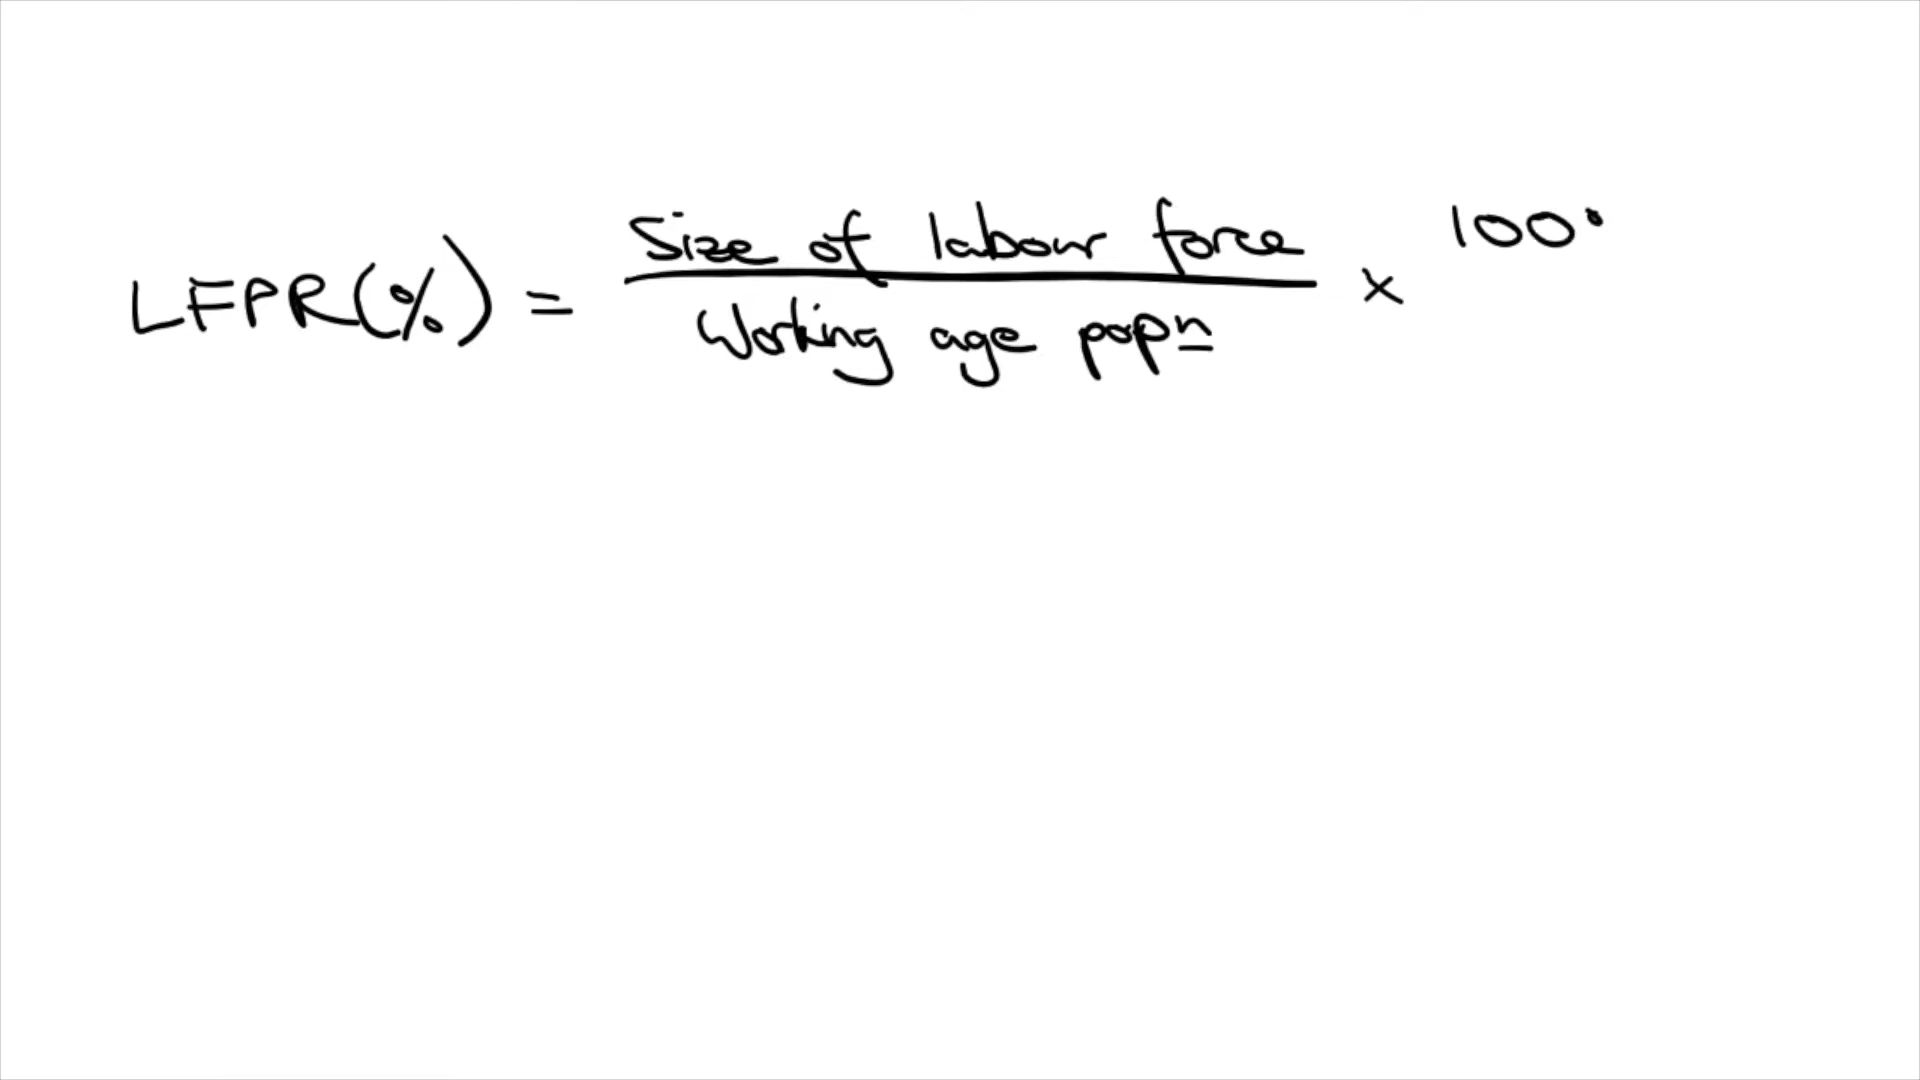 LFPR(%) = Size of labour force / Working age popn × 100°